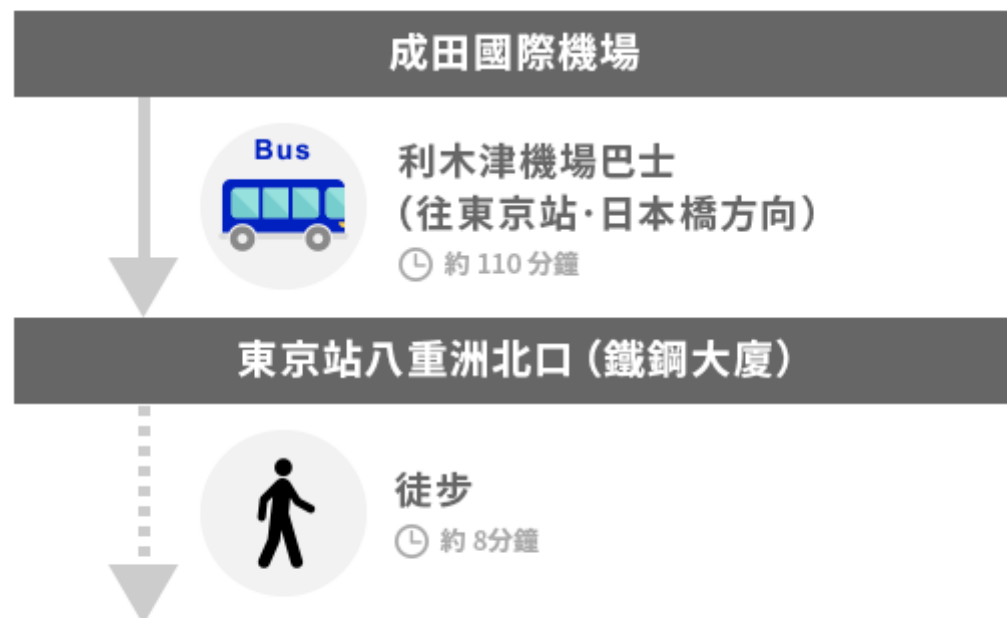 成田國際機場
Bus
利木津機場巴士
（往東京站·日本橋方向）
約 110 分鐘
東京站八重洲北口（鐵鋼大廈）
徒步
約 8分鐘